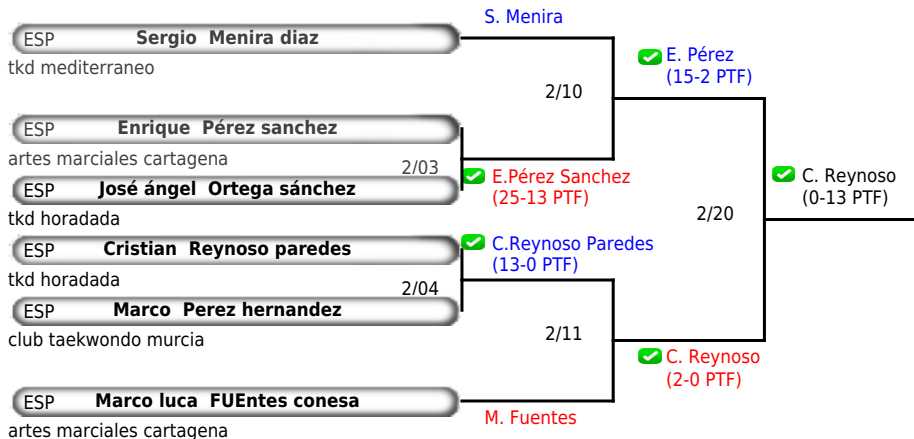 S. Menira
ESP Sergio Menira diaz
tkd mediterraneo
E. Pérez
(15-2 PTF)
2/10
ESP Enrique Pérez sanchez
artes marciales cartagena
2/03
E.Pérez Sanchez
(25-13 PTF)
ESP José ángel Ortega sánchez
tkd horadada
C. Reynoso
(0-13 PTF)
2/20
ESP Cristian Reynoso paredes
tkd horadada
C.Reynoso Paredes
(13-0 PTF)
2/04
ESP Marco Perez hernandez
club taekwondo murcia
2/11
C. Reynoso
(2-0 PTF)
ESP Marco luca FUEntes conesa
artes marciales cartagena
M. Fuentes